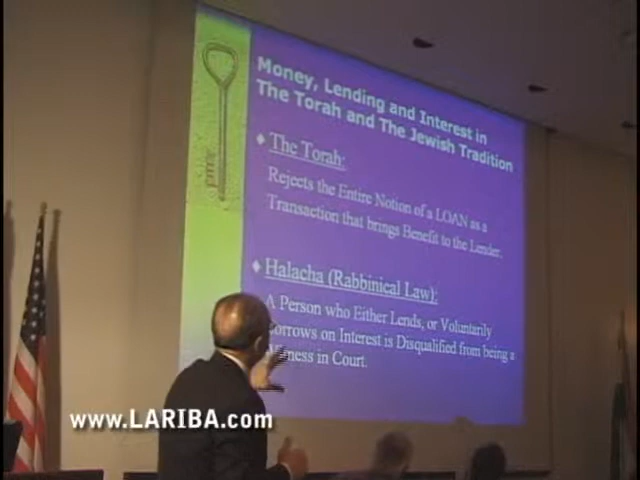 Money, Lending and Interest in
The Torah and The Jewish Tradition
The Torah:
Rejects the Entire Notion of a LOAN as a
Transaction that brings Benefit to the Lender.
Halacha (Rabbinical Law):
A Person who Either Lends, or Voluntarily
Borrows on Interest is Disqualified from being a
Witness in Court.
www.LARIBA.com